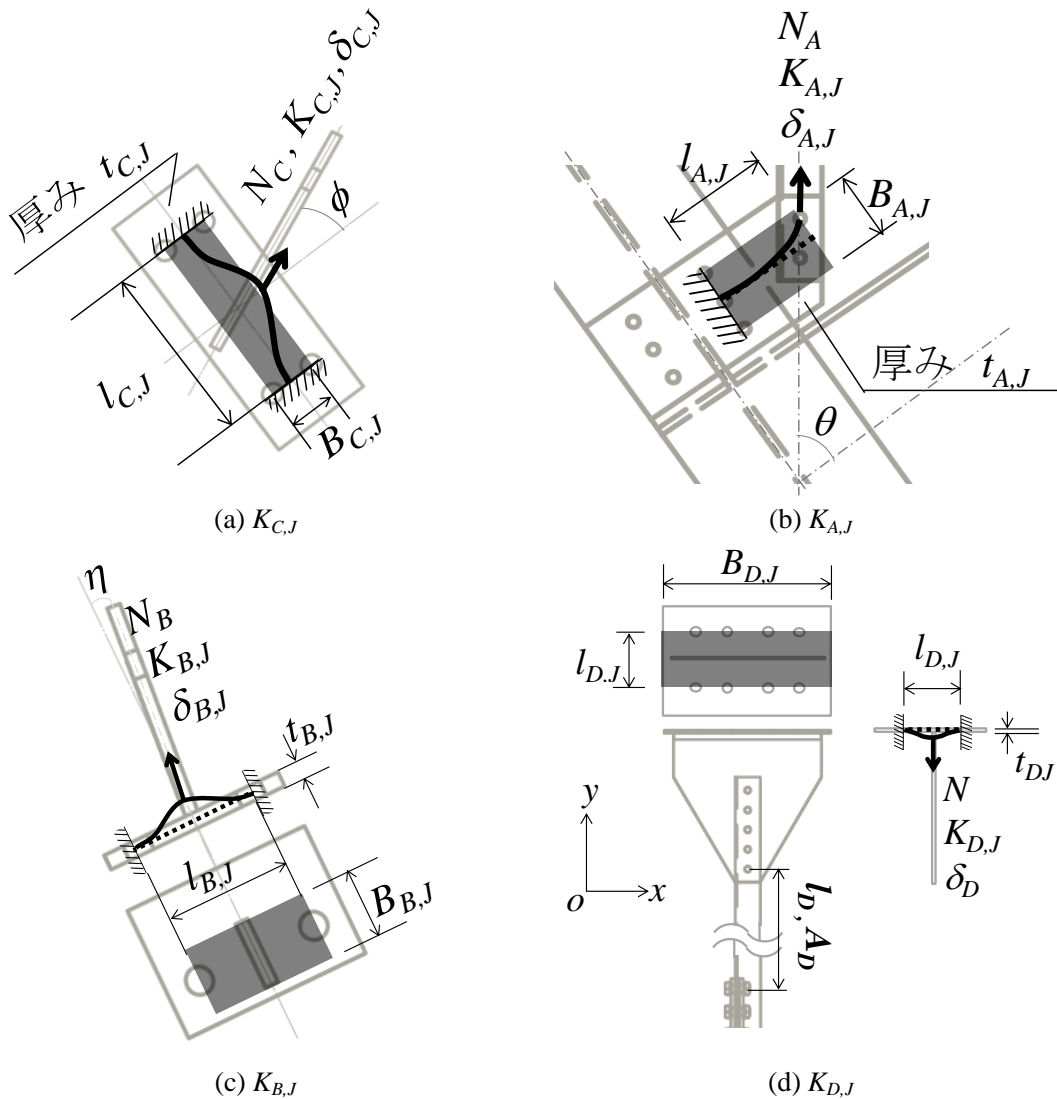 N_C, K_{C,J}, δ_{C,J}
厚み t_{C,J}
ϕ
l_{C,J}
B_{C,J}
(a) K_{C,J}
N_A
K_{A,J}
δ_{A,J}
l_{A,J}
B_{A,J}
厚み t_{A,J}
θ
(b) K_{A,J}
η
N_B
K_{B,J}
δ_{B,J}
t_{B,J}
l_{B,J}
B_{B,J}
(c) K_{B,J}
B_{D,J}
l_{D.J}
l_{D,J}
t_{DJ}
N
K_{D,J}
δ_D
y
o
x
l_D, A_D
(d) K_{D,J}